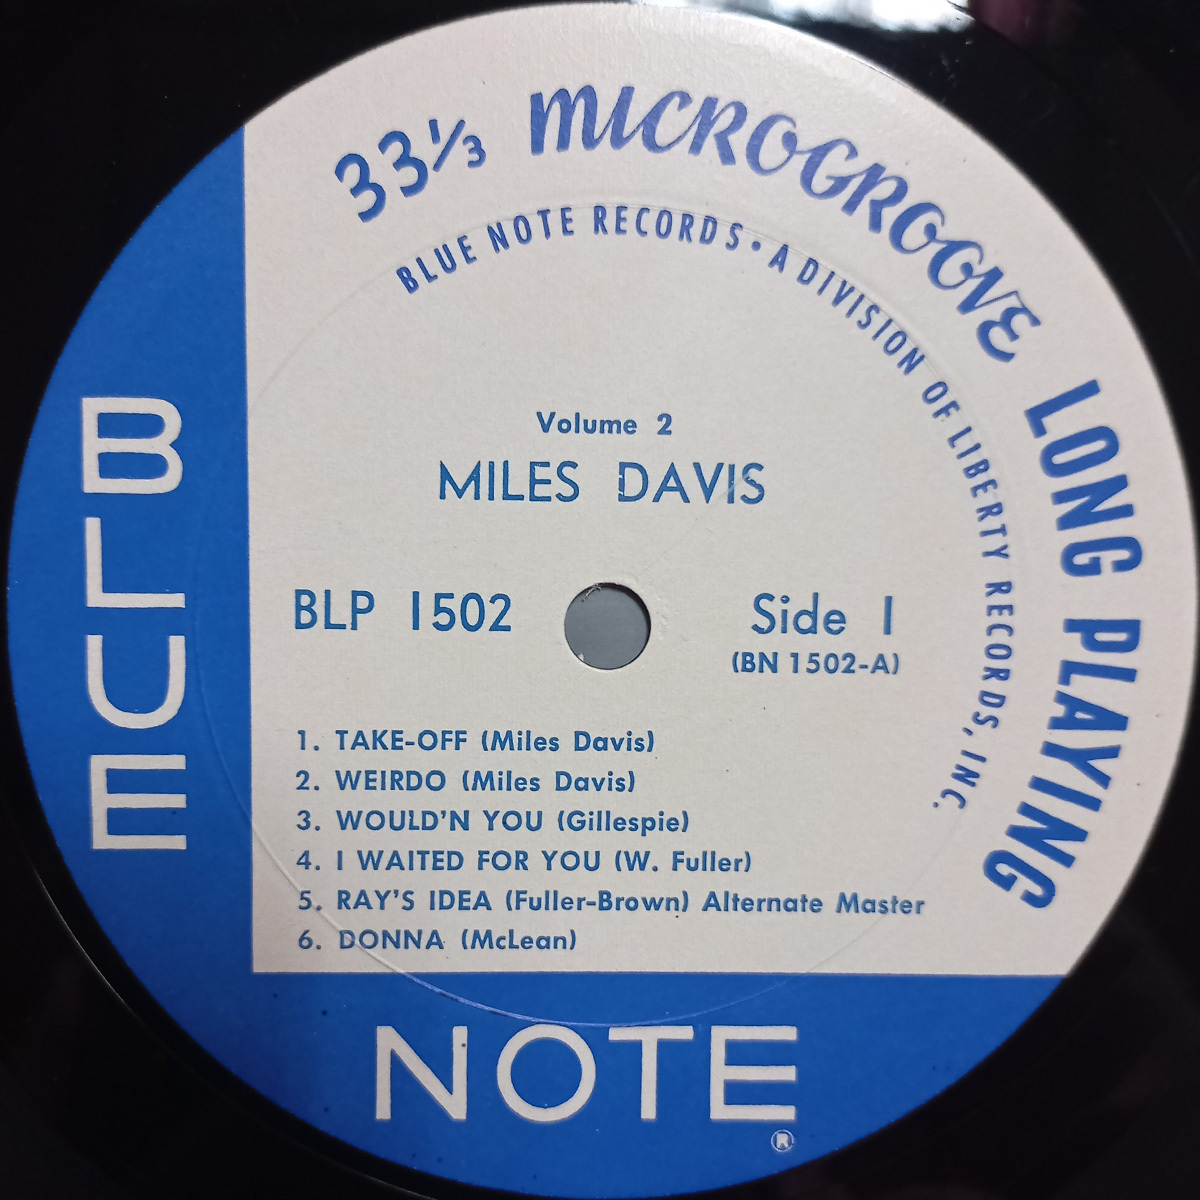 33⅓ MICROGROOVE LONG PLAYING
BLUE NOTE RECORDS • A DIVISION OF LIBERTY RECORDS, INC.
Volume 2
MILES DAVIS
BLP 1502
Side 1
(BN 1502-A)
1. TAKE-OFF (Miles Davis)
2. WEIRDO (Miles Davis)
3. WOULD'N YOU (Gillespie)
4. I WAITED FOR YOU (W. Fuller)
5. RAY'S IDEA (Fuller-Brown) Alternate Master
6. DONNA (McLean)
BLUE
NOTE
®